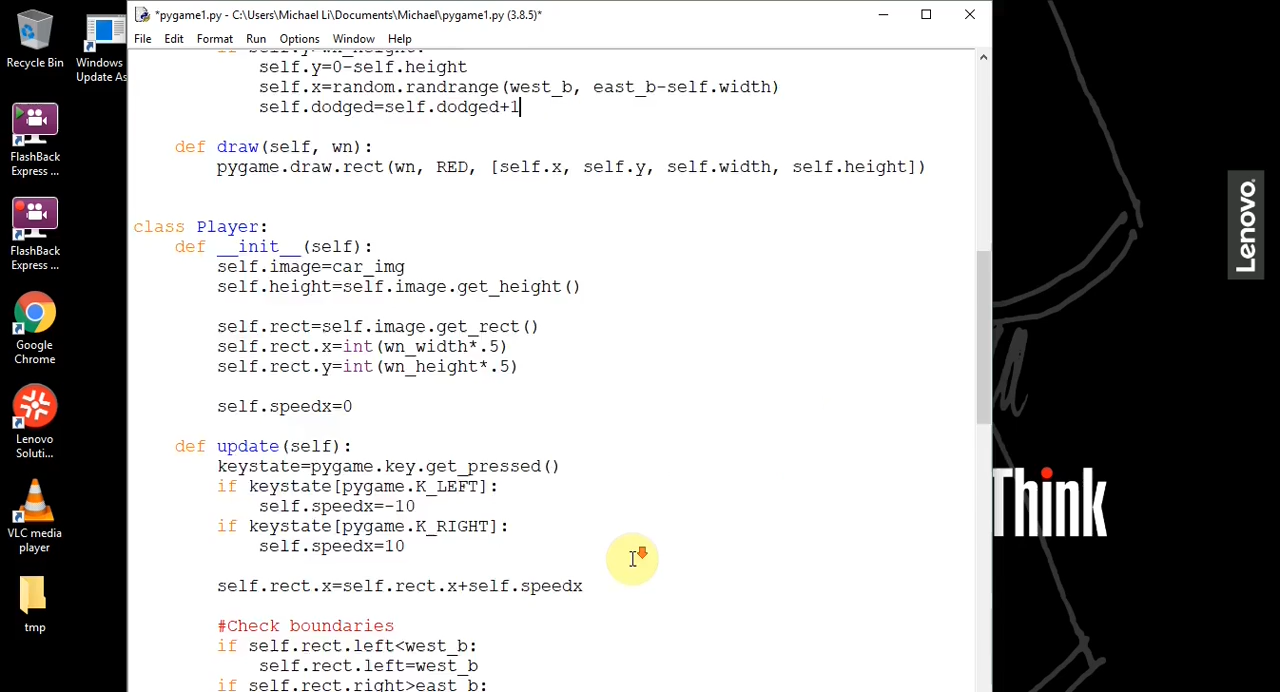 *pygame1.py - C:\Users\Michael Li\Documents\Michael\pygame1.py (3.8.5)*
File Edit Format Run Options Window Help
self.y=0-self.height
self.x=random.randrange(west_b, east_b-self.width)
self.dodged=self.dodged+1
def draw(self, wn):
pygame.draw.rect(wn, RED, [self.x, self.y, self.width, self.height])
class Player:
def __init__(self):
self.image=car_img
self.height=self.image.get_height()
self.rect=self.image.get_rect()
self.rect.x=int(wn_width*.5)
self.rect.y=int(wn_height*.5)
self.speedx=0
def update(self):
keystate=pygame.key.get_pressed()
if keystate[pygame.K_LEFT]:
self.speedx=-10
if keystate[pygame.K_RIGHT]:
self.speedx=10
self.rect.x=self.rect.x+self.speedx
#Check boundaries
if self.rect.left<west_b:
self.rect.left=west_b
if self.rect.right>east_b:
Recycle Bin
Windows
Update As
FlashBack
Express ...
FlashBack
Express ...
Google
Chrome
Lenovo
Soluti...
VLC media
player
tmp
Lenovo
Think